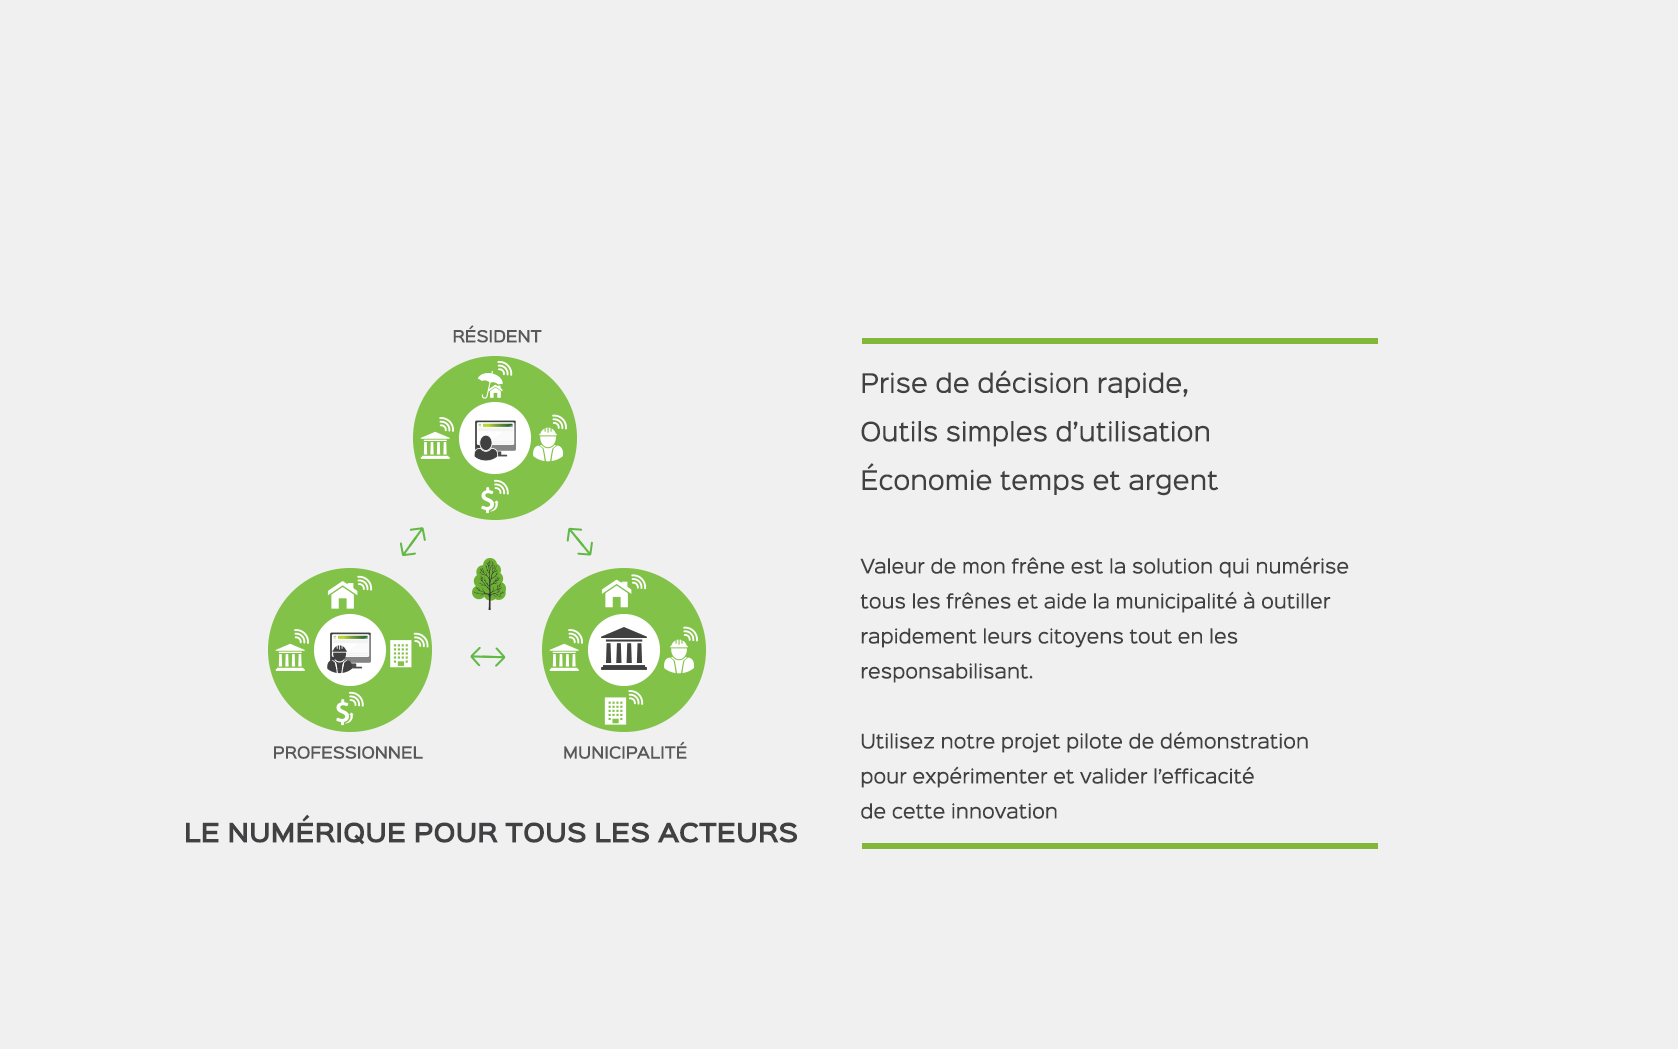 RÉSIDENT
PROFESSIONNEL
MUNICIPALITÉ
LE NUMÉRIQUE POUR TOUS LES ACTEURS
Prise de décision rapide,
Outils simples d’utilisation
Économie temps et argent
Valeur de mon frêne est la solution qui numérise
tous les frênes et aide la municipalité à outiller
rapidement leurs citoyens tout en les
responsabilisant.
Utilisez notre projet pilote de démonstration
pour expérimenter et valider l’efficacité
de cette innovation